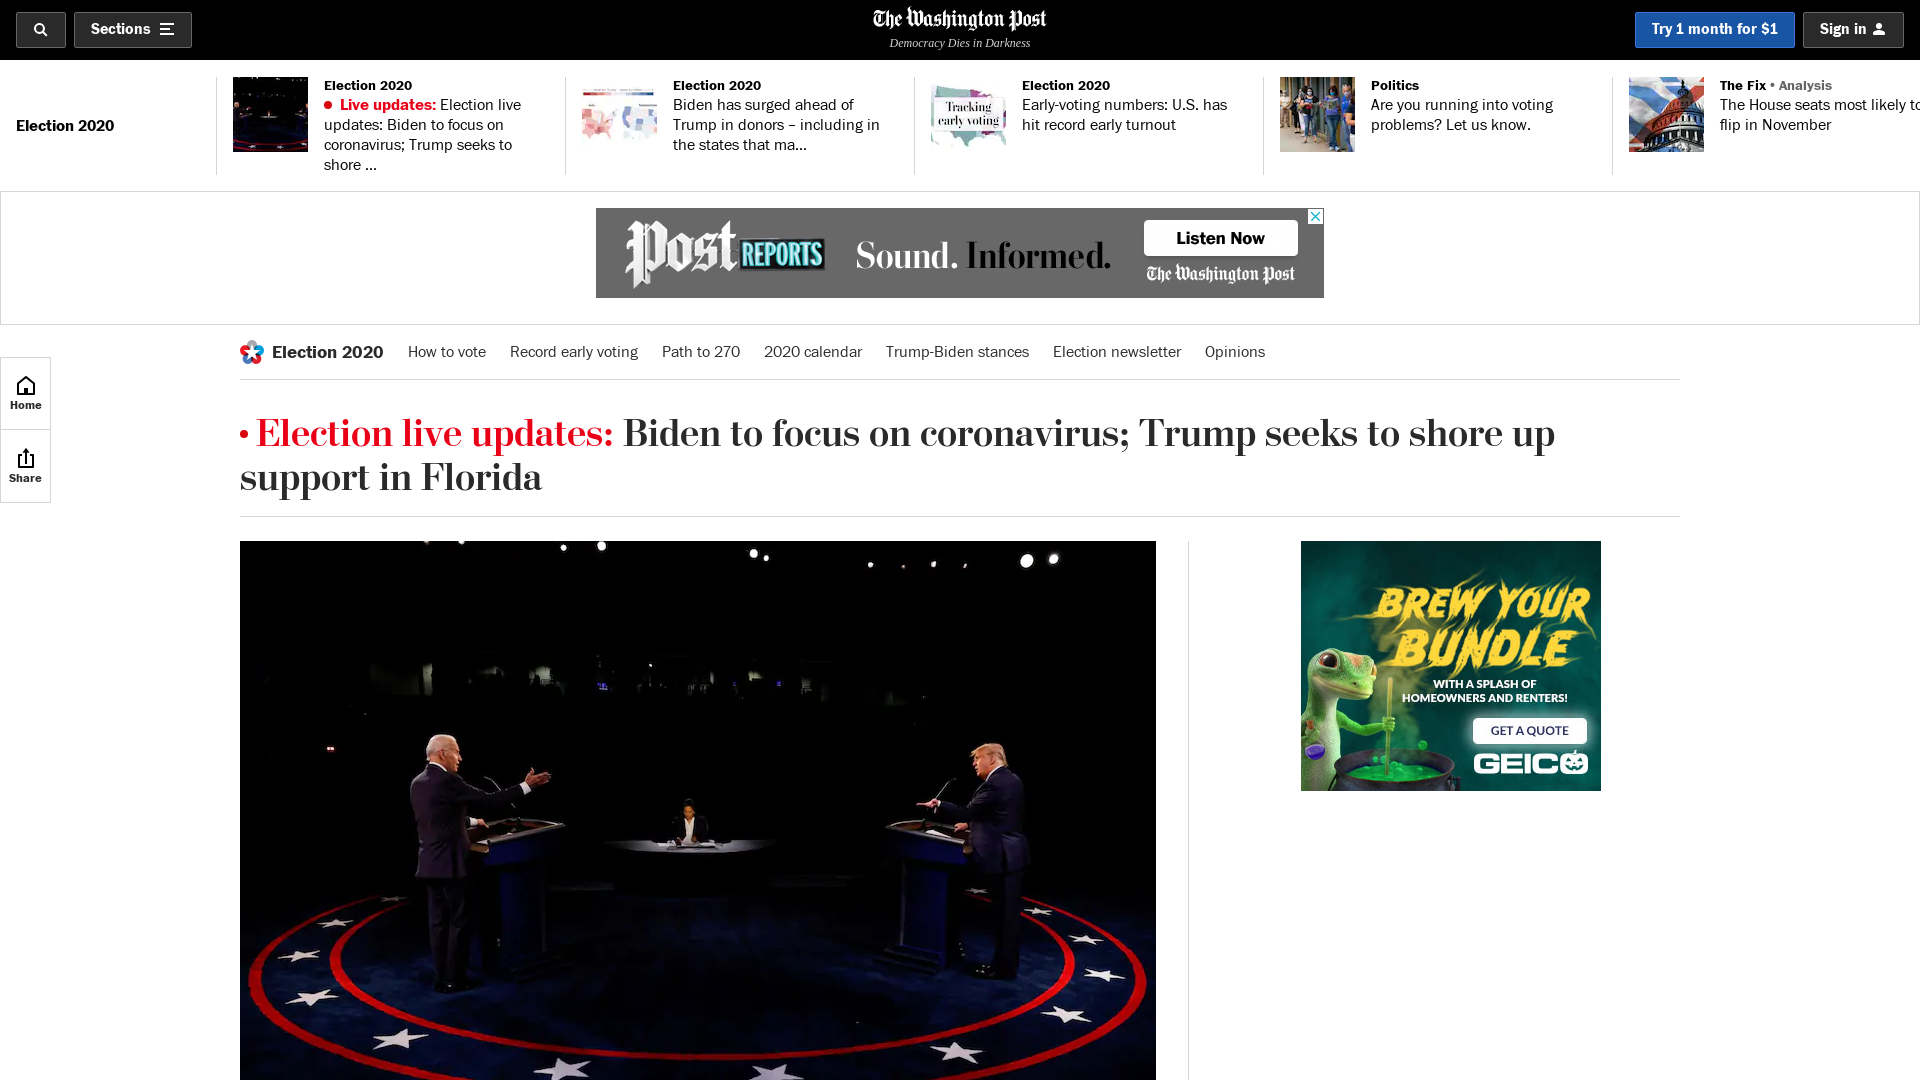 Sections
The Washington Post
Democracy Dies in Darkness
Try 1 month for $1
Sign in
Election 2020
Election 2020
Live updates: Election live
updates: Biden to focus on
coronavirus; Trump seeks to
shore ...
Election 2020
Biden has surged ahead of
Trump in donors – including in
the states that ma...
Tracking
early voting
Election 2020
Early-voting numbers: U.S. has
hit record early turnout
Politics
Are you running into voting
problems? Let us know.
The Fix • Analysis
The House seats most likely to
flip in November
Post REPORTS
Sound. Informed.
Listen Now
The Washington Post
Election 2020
How to vote
Record early voting
Path to 270
2020 calendar
Trump-Biden stances
Election newsletter
Opinions
Home
Share
Election live updates: Biden to focus on coronavirus; Trump seeks to shore up
support in Florida
BREW YOUR
BUNDLE
WITH A SPLASH OF
HOMEOWNERS AND RENTERS!
GET A QUOTE
GEICO